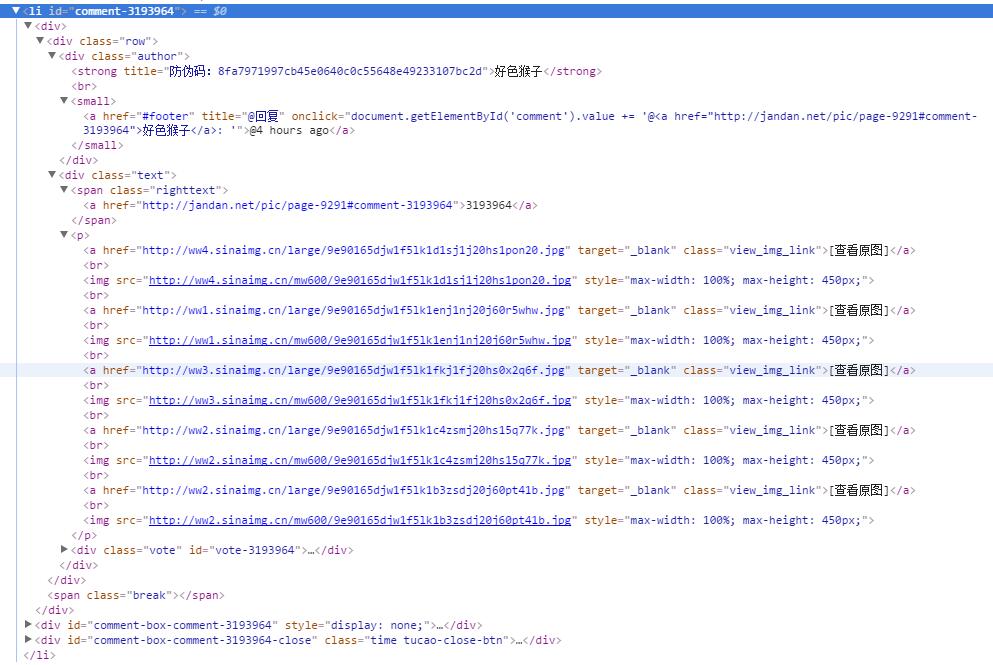 ▼<li id="comment-3193964"> == $0
▼<div>
▼<div class="row">
▼<div class="author">
<strong title="防伪码：8fa7971997cb45e0640c0c55648e49233107bc2d">好色猴子</strong>
<br>
▼<small>
<a href="#footer" title="@回复" onclick="document.getElementById('comment').value += '@<a href="http://jandan.net/pic/page-9291#comment-
3193964">好色猴子</a>: '">@4 hours ago</a>
</small>
</div>
▼<div class="text">
▼<span class="righttext">
<a href="http://jandan.net/pic/page-9291#comment-3193964">3193964</a>
</span>
▼<p>
<a href="http://ww4.sinaimg.cn/large/9e90165djw1f5lk1d1sj1j20hs1pon20.jpg" target="_blank" class="view_img_link">[查看原图]</a>
<br>
<img src="http://ww4.sinaimg.cn/mw600/9e90165djw1f5lk1d1sj1j20hs1pon20.jpg" style="max-width: 100%; max-height: 450px;">
<br>
<a href="http://ww1.sinaimg.cn/large/9e90165djw1f5lk1enj1nj20j60r5whw.jpg" target="_blank" class="view_img_link">[查看原图]</a>
<br>
<img src="http://ww1.sinaimg.cn/mw600/9e90165djw1f5lk1enj1nj20j60r5whw.jpg" style="max-width: 100%; max-height: 450px;">
<br>
<a href="http://ww3.sinaimg.cn/large/9e90165djw1f5lk1fkj1fj20hs0x2q6f.jpg" target="_blank" class="view_img_link">[查看原图]</a>
<br>
<img src="http://ww3.sinaimg.cn/mw600/9e90165djw1f5lk1fkj1fj20hs0x2q6f.jpg" style="max-width: 100%; max-height: 450px;">
<br>
<a href="http://ww2.sinaimg.cn/large/9e90165djw1f5lk1c4zsmj20hs15q77k.jpg" target="_blank" class="view_img_link">[查看原图]</a>
<br>
<img src="http://ww2.sinaimg.cn/mw600/9e90165djw1f5lk1c4zsmj20hs15q77k.jpg" style="max-width: 100%; max-height: 450px;">
<br>
<a href="http://ww2.sinaimg.cn/large/9e90165djw1f5lk1b3zsdj20j60pt41b.jpg" target="_blank" class="view_img_link">[查看原图]</a>
<br>
<img src="http://ww2.sinaimg.cn/mw600/9e90165djw1f5lk1b3zsdj20j60pt41b.jpg" style="max-width: 100%; max-height: 450px;">
</p>
▶<div class="vote" id="vote-3193964">…</div>
</div>
</div>
<span class="break"></span>
</div>
▶<div id="comment-box-comment-3193964" style="display: none;">…</div>
▶<div id="comment-box-comment-3193964-close" class="time tucao-close-btn">…</div>
</li>